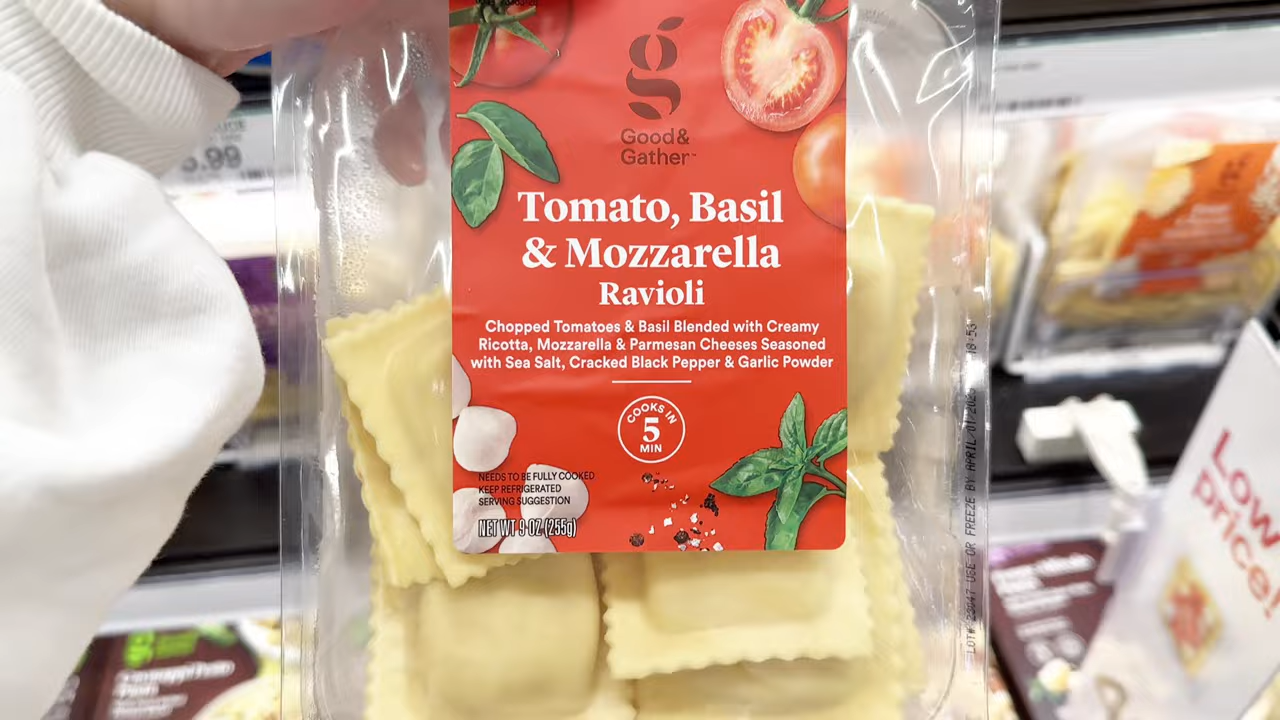 Good&
Gather™
Tomato, Basil
& Mozzarella
Ravioli
Chopped Tomatoes & Basil Blended with Creamy
Ricotta, Mozzarella & Parmesan Cheeses Seasoned
with Sea Salt, Cracked Black Pepper & Garlic Powder
COOKS IN
5
MIN
NEEDS TO BE FULLY COOKED
KEEP REFRIGERATED
SERVING SUGGESTION
NET WT 9 OZ (255g)
USE OR FREEZE BY APRIL
Low
price!